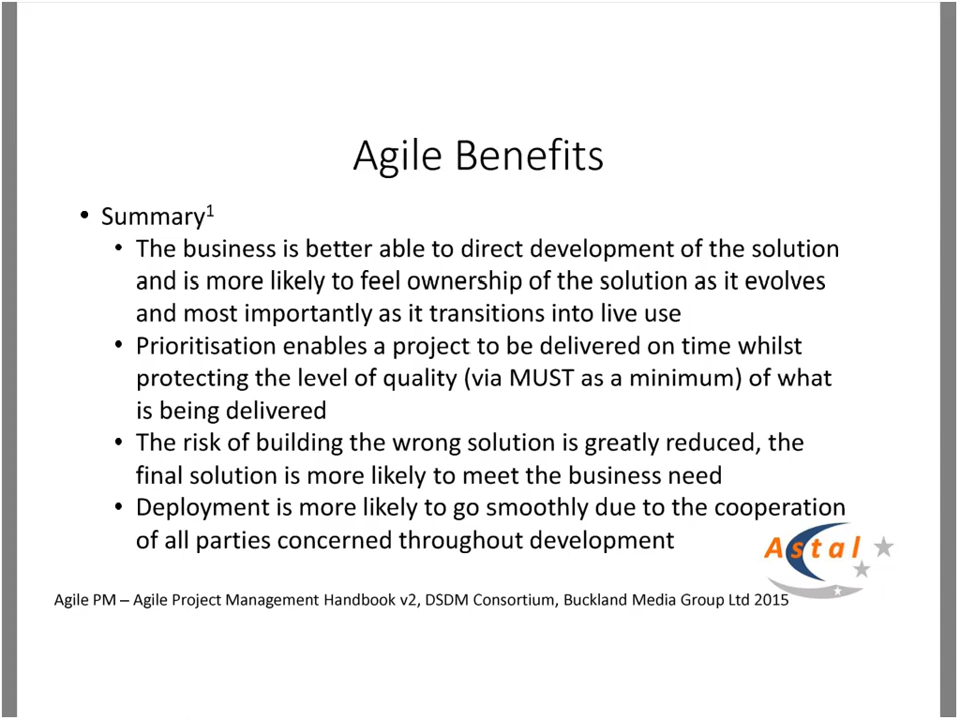 Agile Benefits
• Summary1
• The business is better able to direct development of the solution
and is more likely to feel ownership of the solution as it evolves
and most importantly as it transitions into live use
• Prioritisation enables a project to be delivered on time whilst
protecting the level of quality (via MUST as a minimum) of what
is being delivered
• The risk of building the wrong solution is greatly reduced, the
final solution is more likely to meet the business need
• Deployment is more likely to go smoothly due to the cooperation
of all parties concerned throughout development
Astal
Agile PM – Agile Project Management Handbook v2, DSDM Consortium, Buckland Media Group Ltd 2015